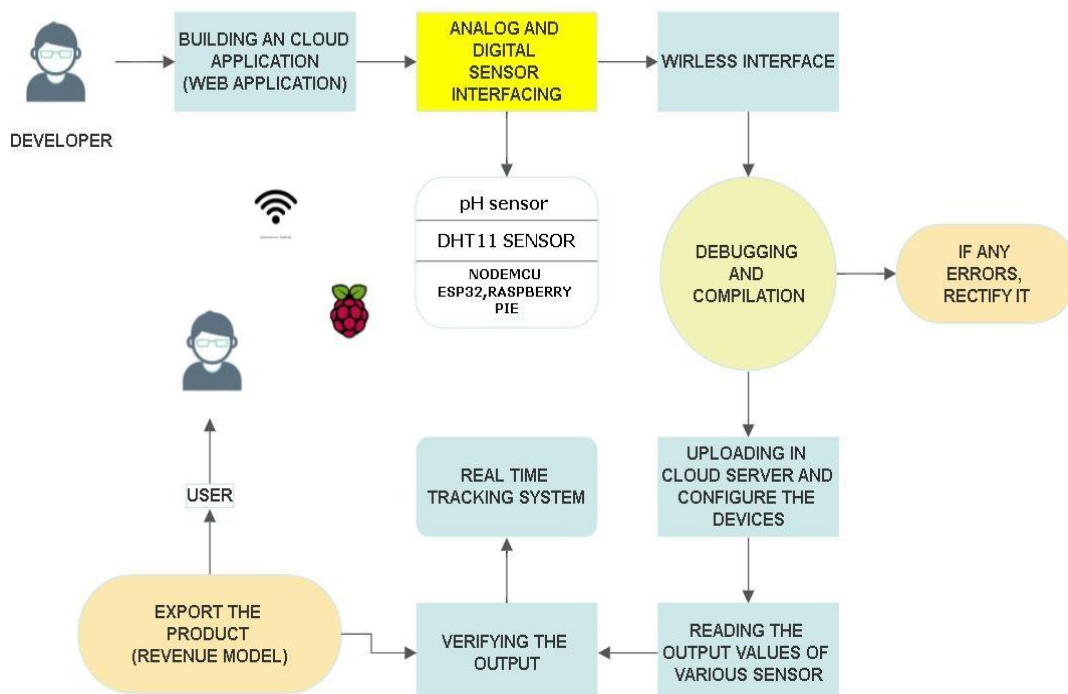 BUILDING AN CLOUD
APPLICATION
(WEB APPLICATION)
ANALOG AND
DIGITAL
SENSOR
INTERFACING
WIRLESS INTERFACE
DEVELOPER
pH sensor
DHT11 SENSOR
NODEMCU
ESP32,RASPBERRY
PIE
DEBUGGING
AND
COMPILATION
IF ANY
ERRORS,
RECTIFY IT
UPLOADING IN
CLOUD SERVER AND
CONFIGURE THE
DEVICES
REAL TIME
TRACKING SYSTEM
USER
EXPORT THE
PRODUCT
(REVENUE MODEL)
VERIFYING THE
OUTPUT
READING THE
OUTPUT VALUES OF
VARIOUS SENSOR